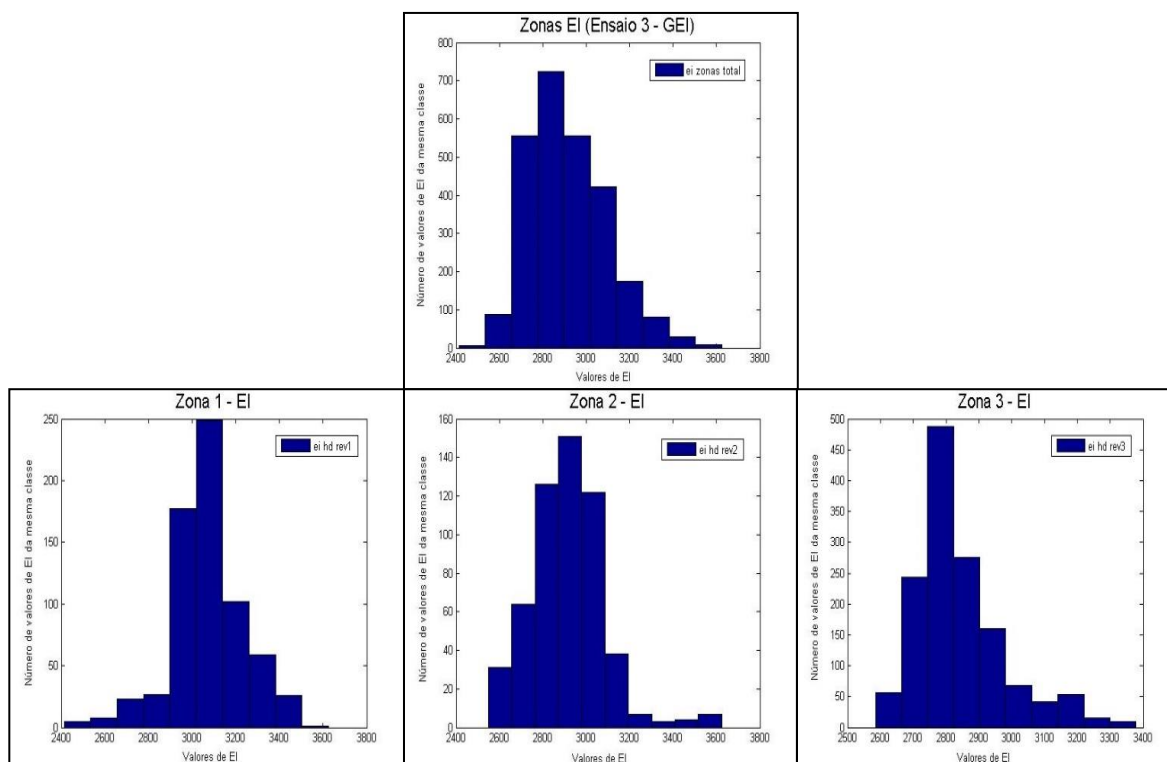 Zonas EI (Ensaio 3 - GEI)
800
700
600
500
400
300
200
100
0
ei zonas total
Número de valores de EI da mesma classe
2400 2600 2800 3000 3200 3400 3600 3800
Valores de EI
Zona 1 - EI
250
200
150
100
50
0
ei hd rev1
Número de valores de EI da mesma classe
2400 2600 2800 3000 3200 3400 3600 3800
Valores de EI
Zona 2 - EI
160
140
120
100
80
60
40
20
0
ei hd rev2
Número de valores de EI da mesma classe
2400 2600 2800 3000 3200 3400 3600 3800
Valores de EI
Zona 3 - EI
500
450
400
350
300
250
200
150
100
50
0
ei hd rev3
Número de valores de EI da mesma classe
2500 2600 2700 2800 2900 3000 3100 3200 3300 3400
Valores de EI